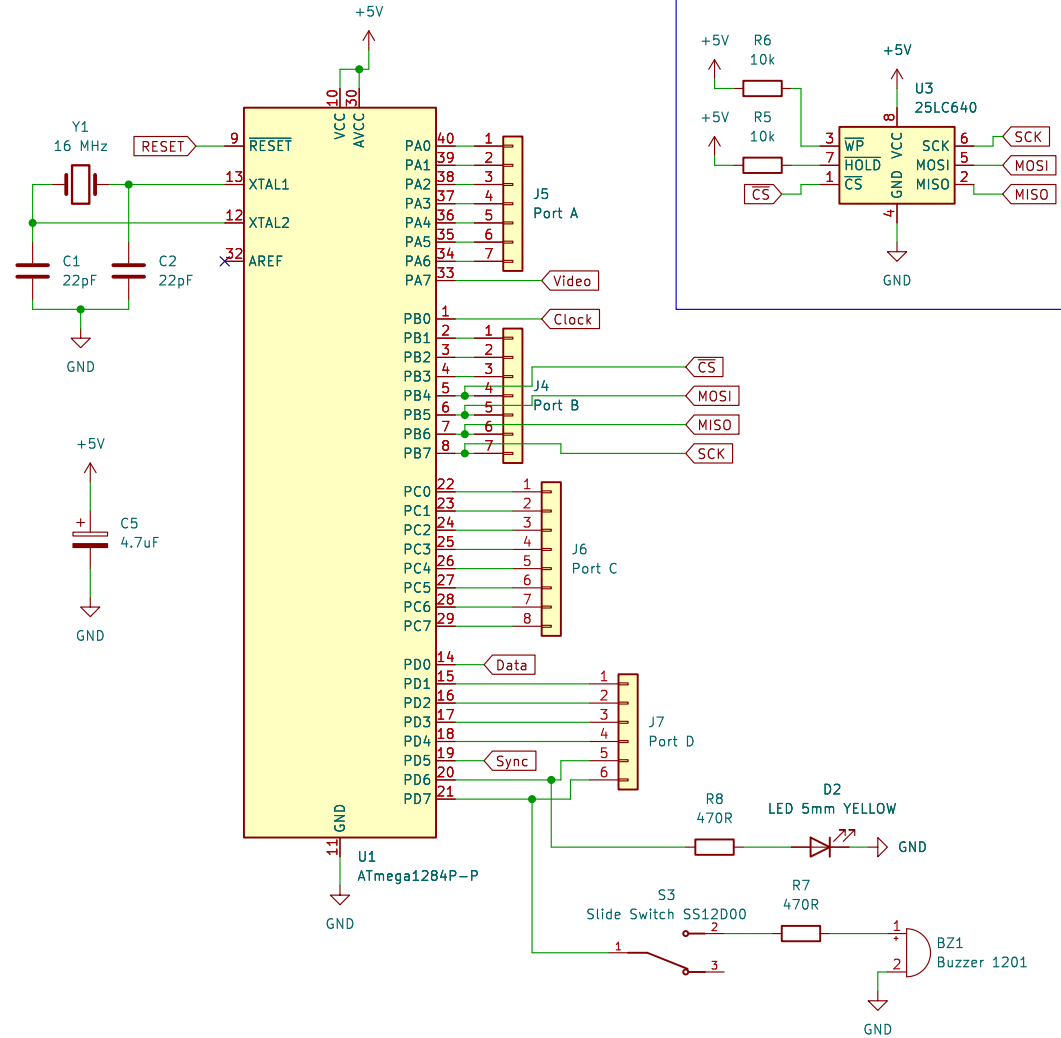 +5V
10
30
VCC
AVCC
Y1
16 MHz
RESET
9
RESET
13
XTAL1
12
XTAL2
32
AREF
C1
22pF
C2
22pF
GND
+5V
+
C5
4.7uF
GND
PA0 40 1
PA1 39 2
PA2 38 3
PA3 37 4
PA4 36 5
PA5 35 6
PA6 34 7
PA7 33
J5
Port A
Video
PB0 1
Clock
PB1 2 1
PB2 3 2
PB3 4 3
PB4 5 4
PB5 6 5
PB6 7 6
PB7 8 7
J4
Port B
CS
MOSI
MISO
SCK
PC0 22 1
PC1 23 2
PC2 24 3
PC3 25 4
PC4 26 5
PC5 27 6
PC6 28 7
PC7 29 8
J6
Port C
PD0 14
Data
PD1 15 1
PD2 16 2
PD3 17 3
PD4 18 4
PD5 19
Sync
PD6 20 5
PD7 21 6
J7
Port D
GND
11
U1
ATmega1284P-P
GND
R8
470R
D2
LED 5mm YELLOW
GND
S3
Slide Switch SS12D00
1
2
3
R7
470R
1
+
2
BZ1
Buzzer 1201
GND
+5V
R6
10k
+5V
R5
10k
CS
+5V
U3
25LC640
8
VCC
3 WP
7 HOLD
1 CS
SCK 6
MOSI 5
MISO 2
GND
4
GND
SCK
MOSI
MISO